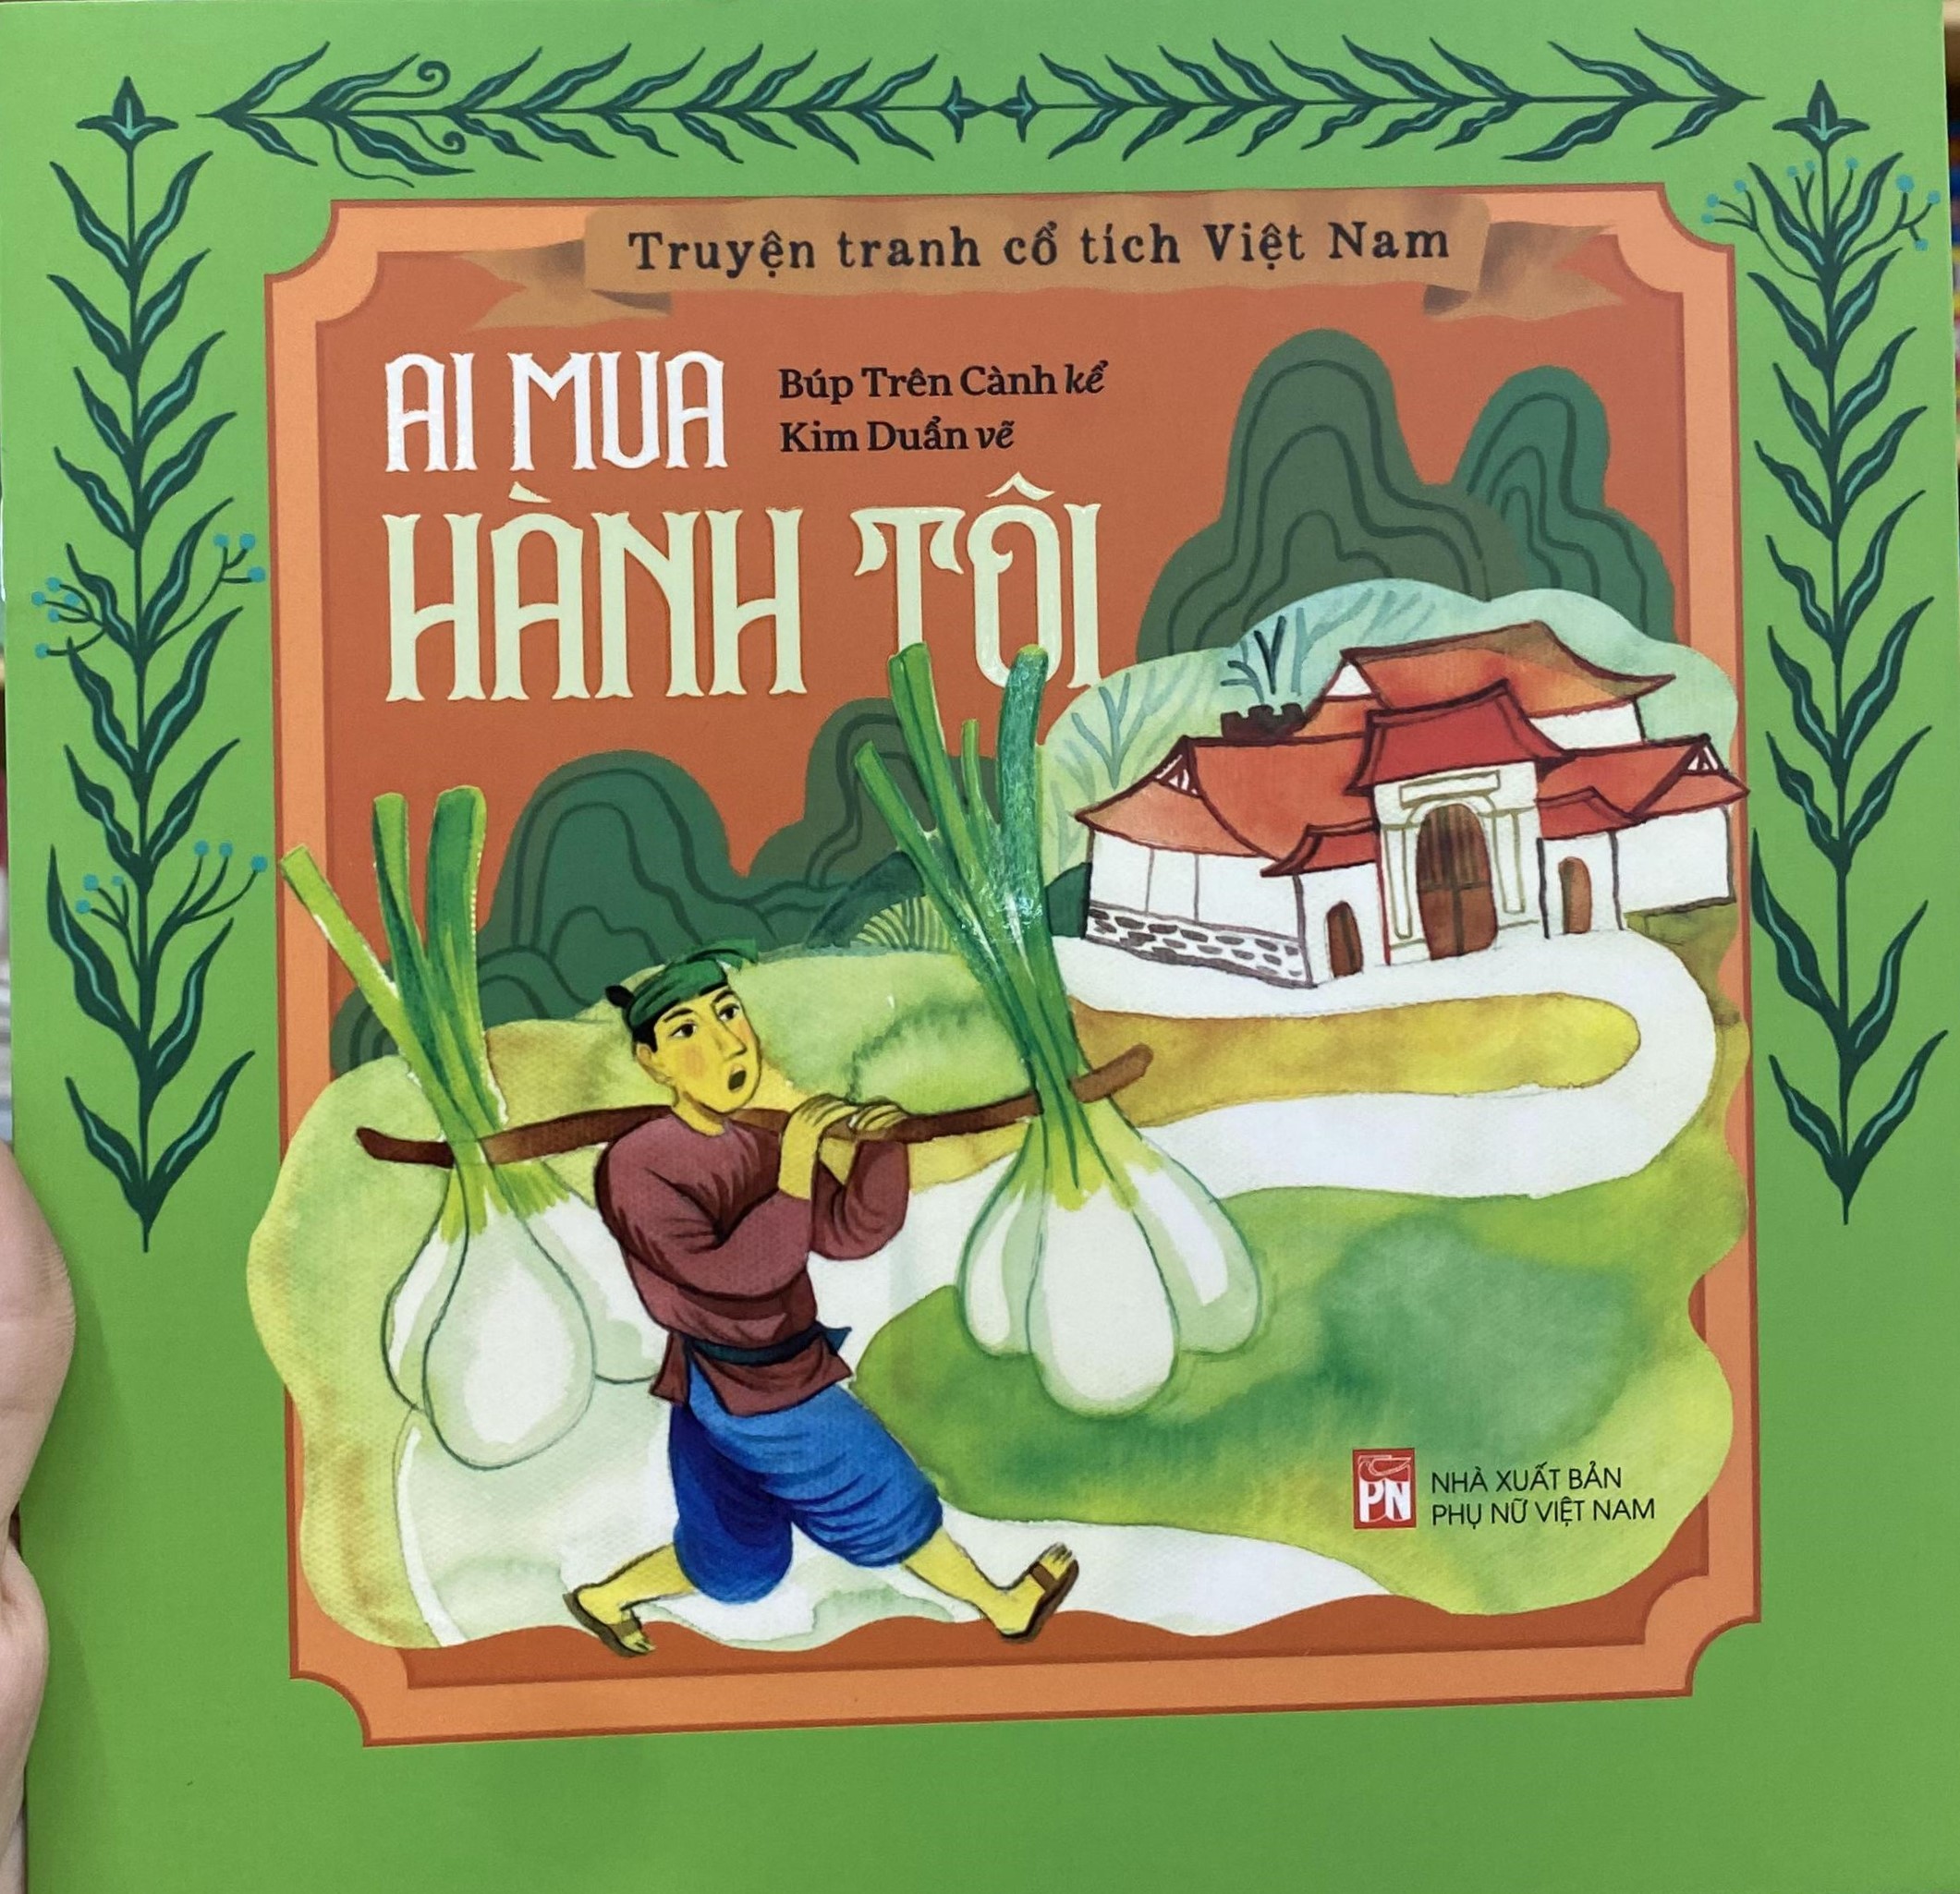 Truyện tranh cổ tích Việt Nam
AI MUA
HÀNH TÔI
Búp Trên Cành kể
Kim Duẩn vẽ
PN
NHÀ XUẤT BẢN
PHỤ NỮ VIỆT NAM